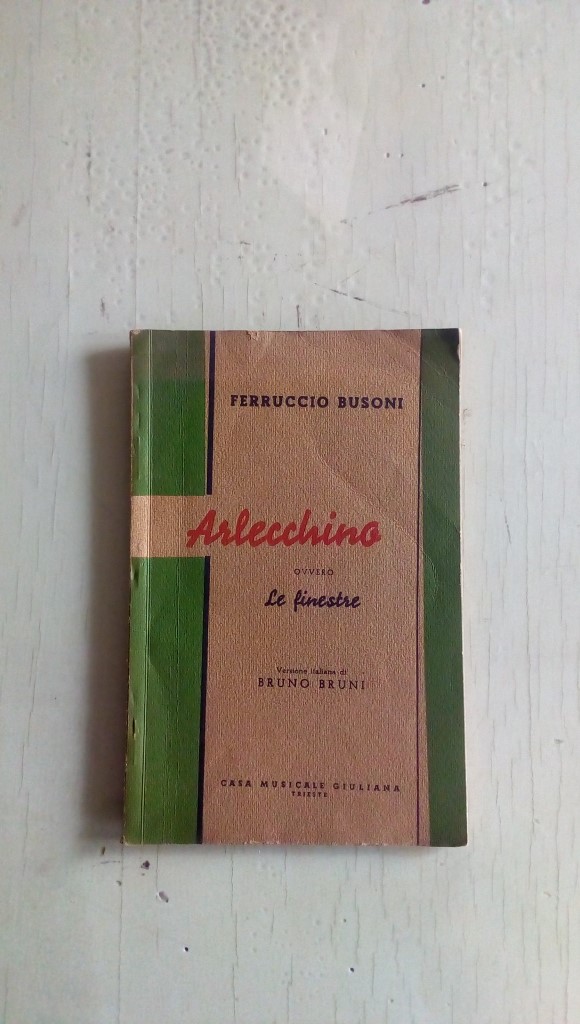 FERRUCCIO BUSONI
Arlecchino
OVVERO
Le finestre
Versione italiana di
BRUNO BRUNI
CASA MUSICALE GIULIANA
TRIESTE